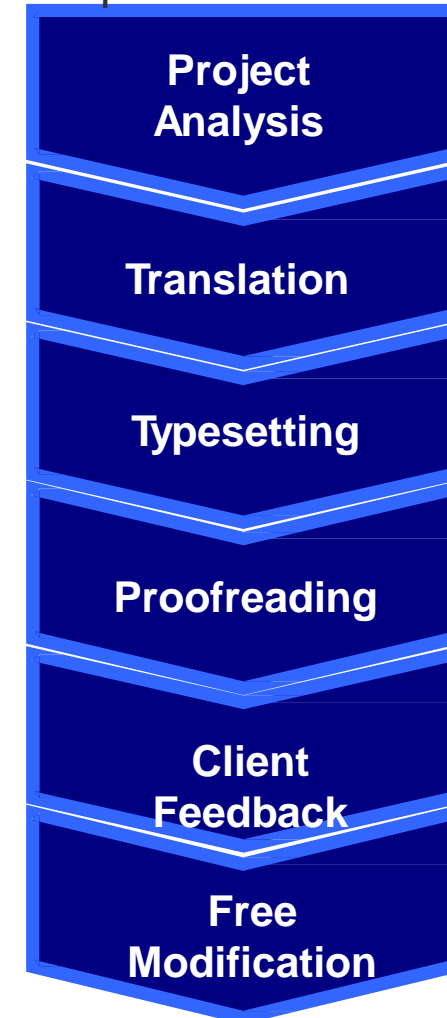 Project
Analysis
Translation
Typesetting
Proofreading
Client
Feedback
Free
Modification